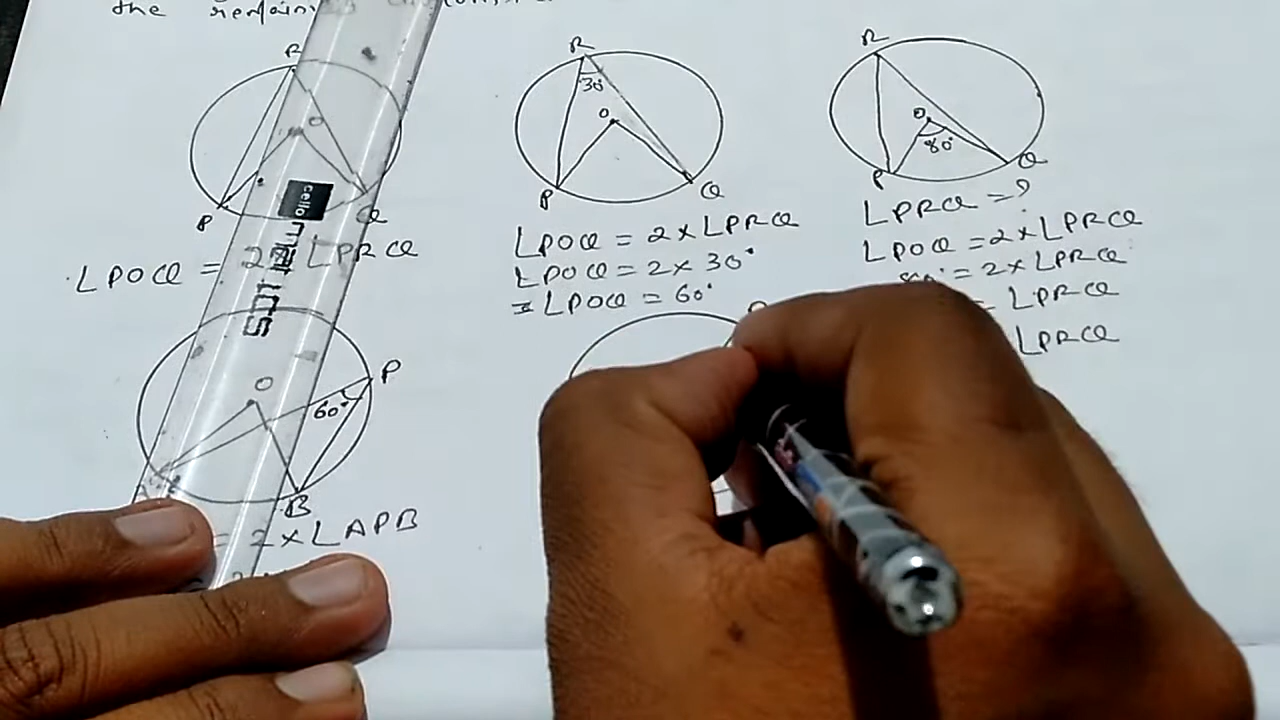 the
R
O
P
Q
∠POQ = 2 ∠PRQ
cello
R
30°
O
P
Q
∠POQ = 2×∠PRQ
∠POQ = 2× 30°
∠POQ = 60°
R
O
80°
P
Q
∠PRQ = ?
∠POQ = 2×∠PRQ
80° = 2×∠PRQ
= ∠PRQ
∠PRQ
O
P
60°
B
= 2×∠APB